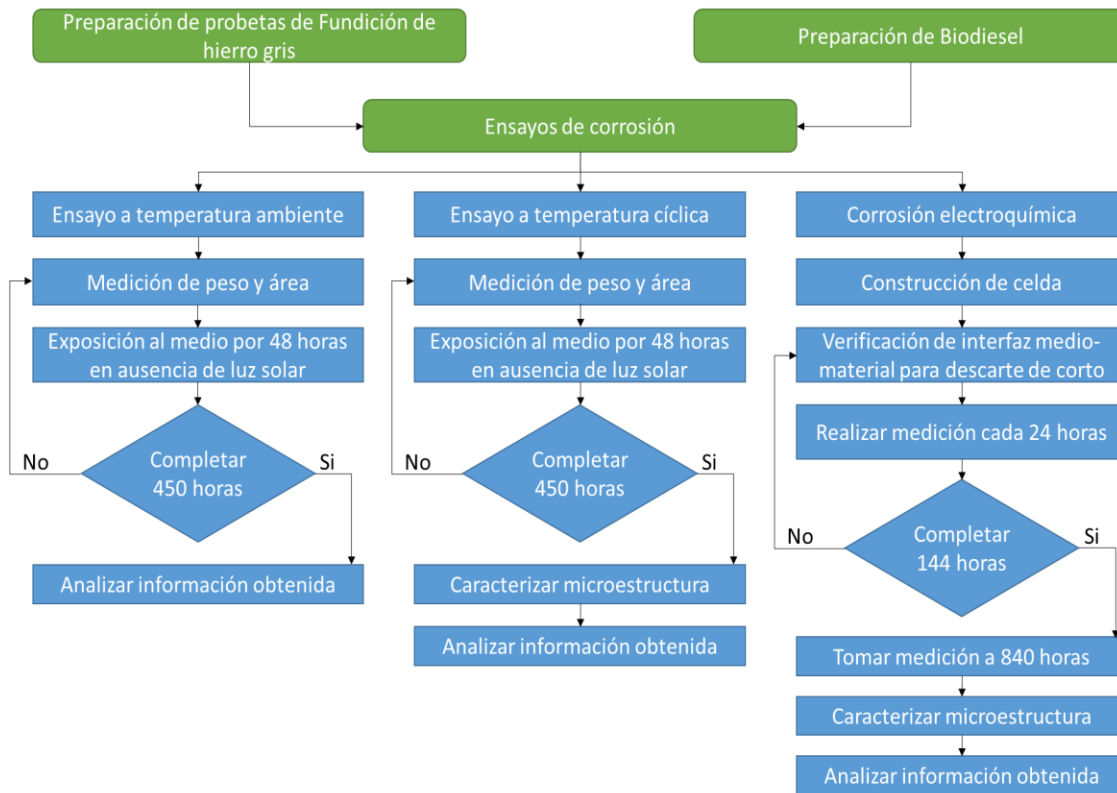 Preparación de probetas de Fundición de
hierro gris
Preparación de Biodiesel
Ensayos de corrosión
Ensayo a temperatura ambiente
Medición de peso y área
Exposición al medio por 48 horas
en ausencia de luz solar
Completar
450 horas
No
Si
Analizar información obtenida
Ensayo a temperatura cíclica
Medición de peso y área
Exposición al medio por 48 horas
en ausencia de luz solar
Completar
450 horas
No
Si
Caracterizar microestructura
Analizar información obtenida
Corrosión electroquímica
Construcción de celda
Verificación de interfaz medio-
material para descarte de corto
Realizar medición cada 24 horas
Completar
144 horas
No
Si
Tomar medición a 840 horas
Caracterizar microestructura
Analizar información obtenida